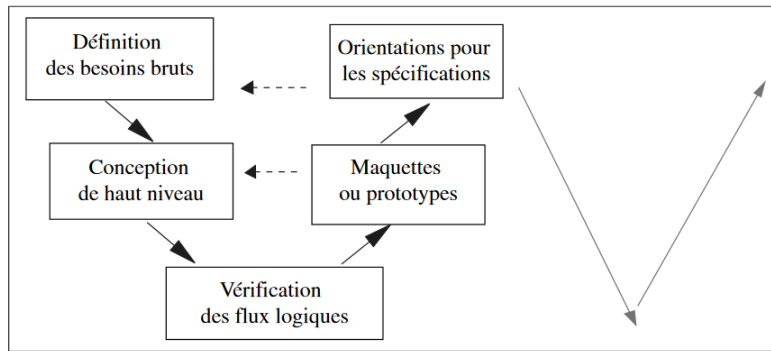 Définition
des besoins bruts
Orientations pour
les spécifications
Conception
de haut niveau
Maquettes
ou prototypes
Vérification
des flux logiques